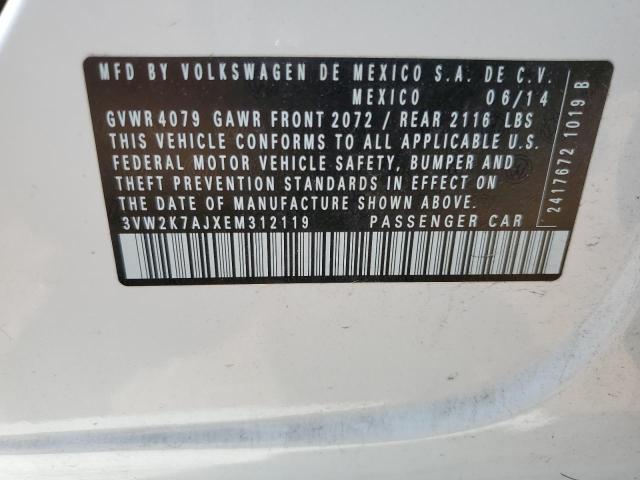 MFD BY VOLKSWAGEN DE MEXICO S.A. DE C.V.
MEXICO 06/14
GVWR 4079 GAWR FRONT 2072 / REAR 2116 LBS
THIS VEHICLE CONFORMS TO ALL APPLICABLE U.S.
FEDERAL MOTOR VEHICLE SAFETY, BUMPER AND
THEFT PREVENTION STANDARDS IN EFFECT ON
THE DATE OF MANUFACTURE SHOWN ABOVE.
3VW2K7AJXEM312119 PASSENGER CAR
2417672 1019 B